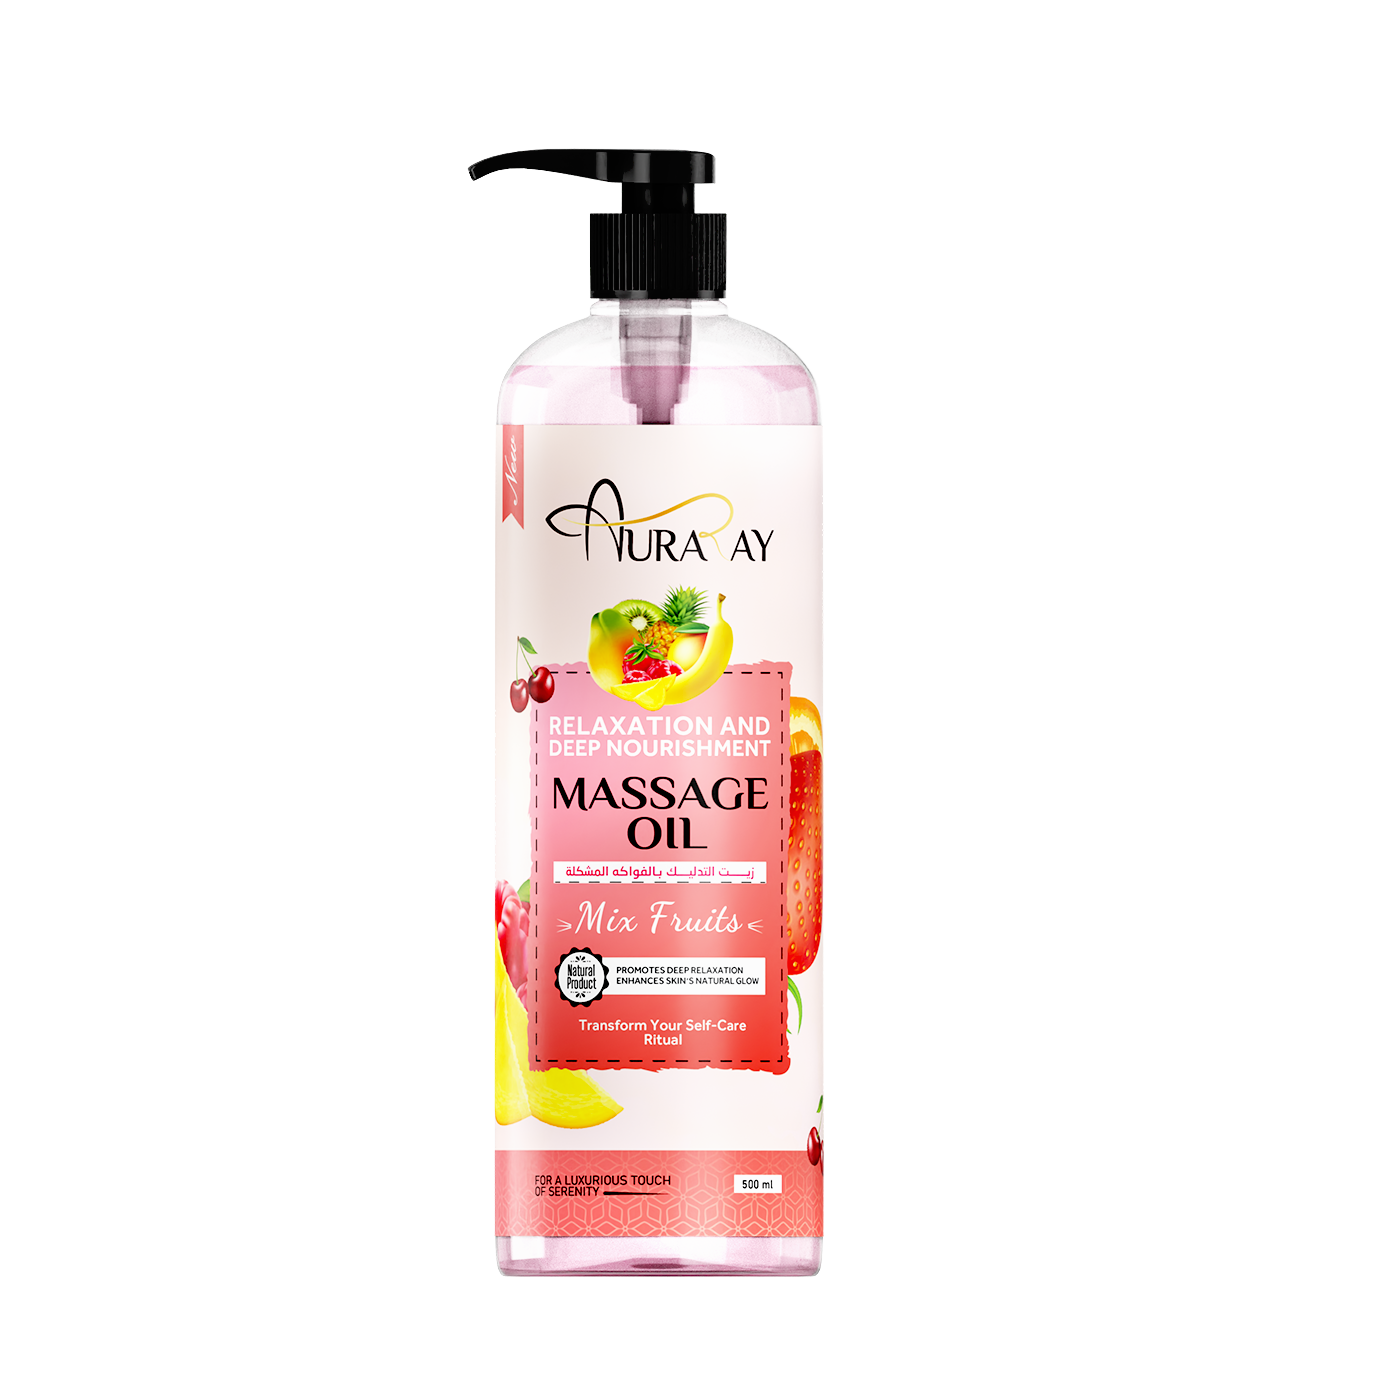 New
AURARAY
RELAXATION AND
DEEP NOURISHMENT
MASSAGE
OIL
زيـــت التدليـــك بـالفواكه المشكلة
Mix Fruits
Natural
Product
PROMOTES DEEP RELAXATION
ENHANCES SKIN'S NATURAL GLOW
Transform Your Self-Care
Ritual
FOR A LUXURIOUS TOUCH
OF SERENITY
500 ml